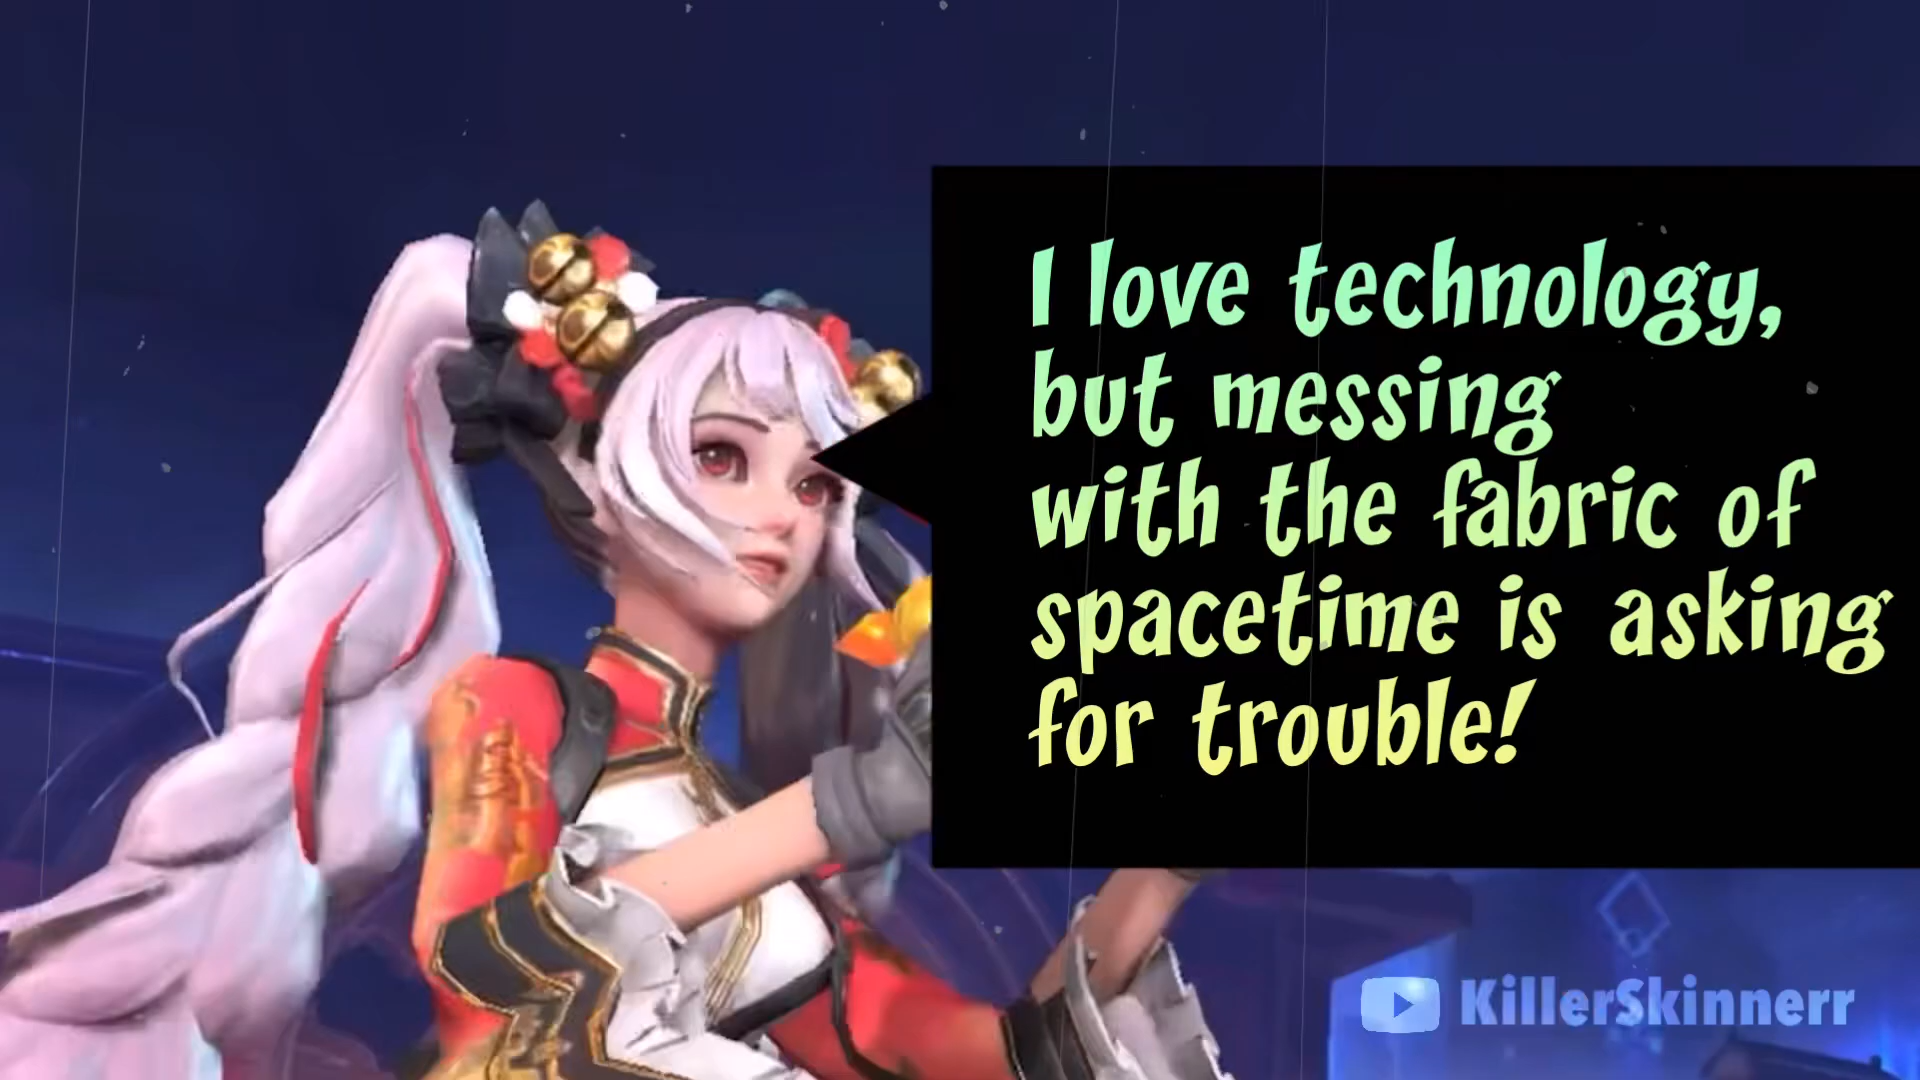 I love technology,
but messing
with the fabric of
spacetime is asking
for trouble!
KillerSkinnerr